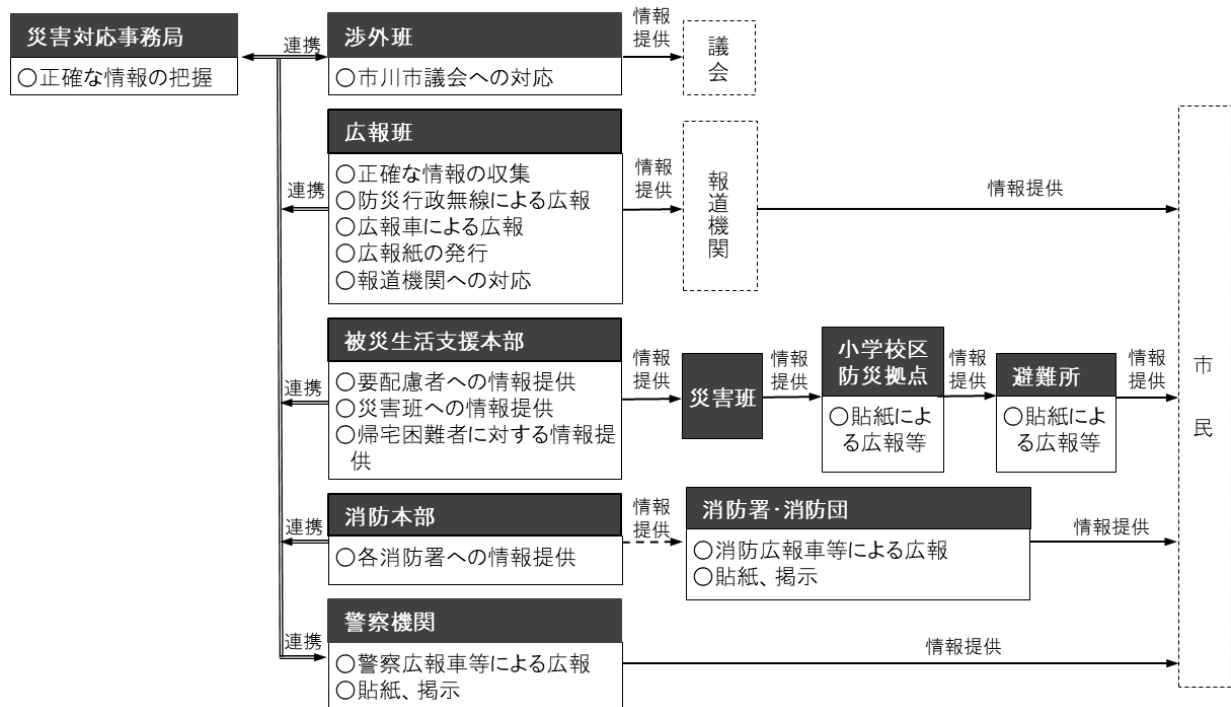 災害対応事務局
○正確な情報の把握
連携
渉外班
○市川市議会への対応
情報
提供
議会
連携
広報班
○正確な情報の収集
○防災行政無線による広報
○広報車による広報
○広報紙の発行
○報道機関への対応
情報
提供
報道機関
情報提供
連携
被災生活支援本部
○要配慮者への情報提供
○災害班への情報提供
○帰宅困難者に対する情報提
供
情報
提供
災害班
情報
提供
小学校区
防災拠点
○貼紙によ
る広報等
情報
提供
避難所
○貼紙によ
る広報等
情報
提供
市民
連携
消防本部
○各消防署への情報提供
情報
提供
消防署・消防団
○消防広報車等による広報
○貼紙、掲示
情報提供
連携
警察機関
○警察広報車等による広報
○貼紙、掲示
情報提供